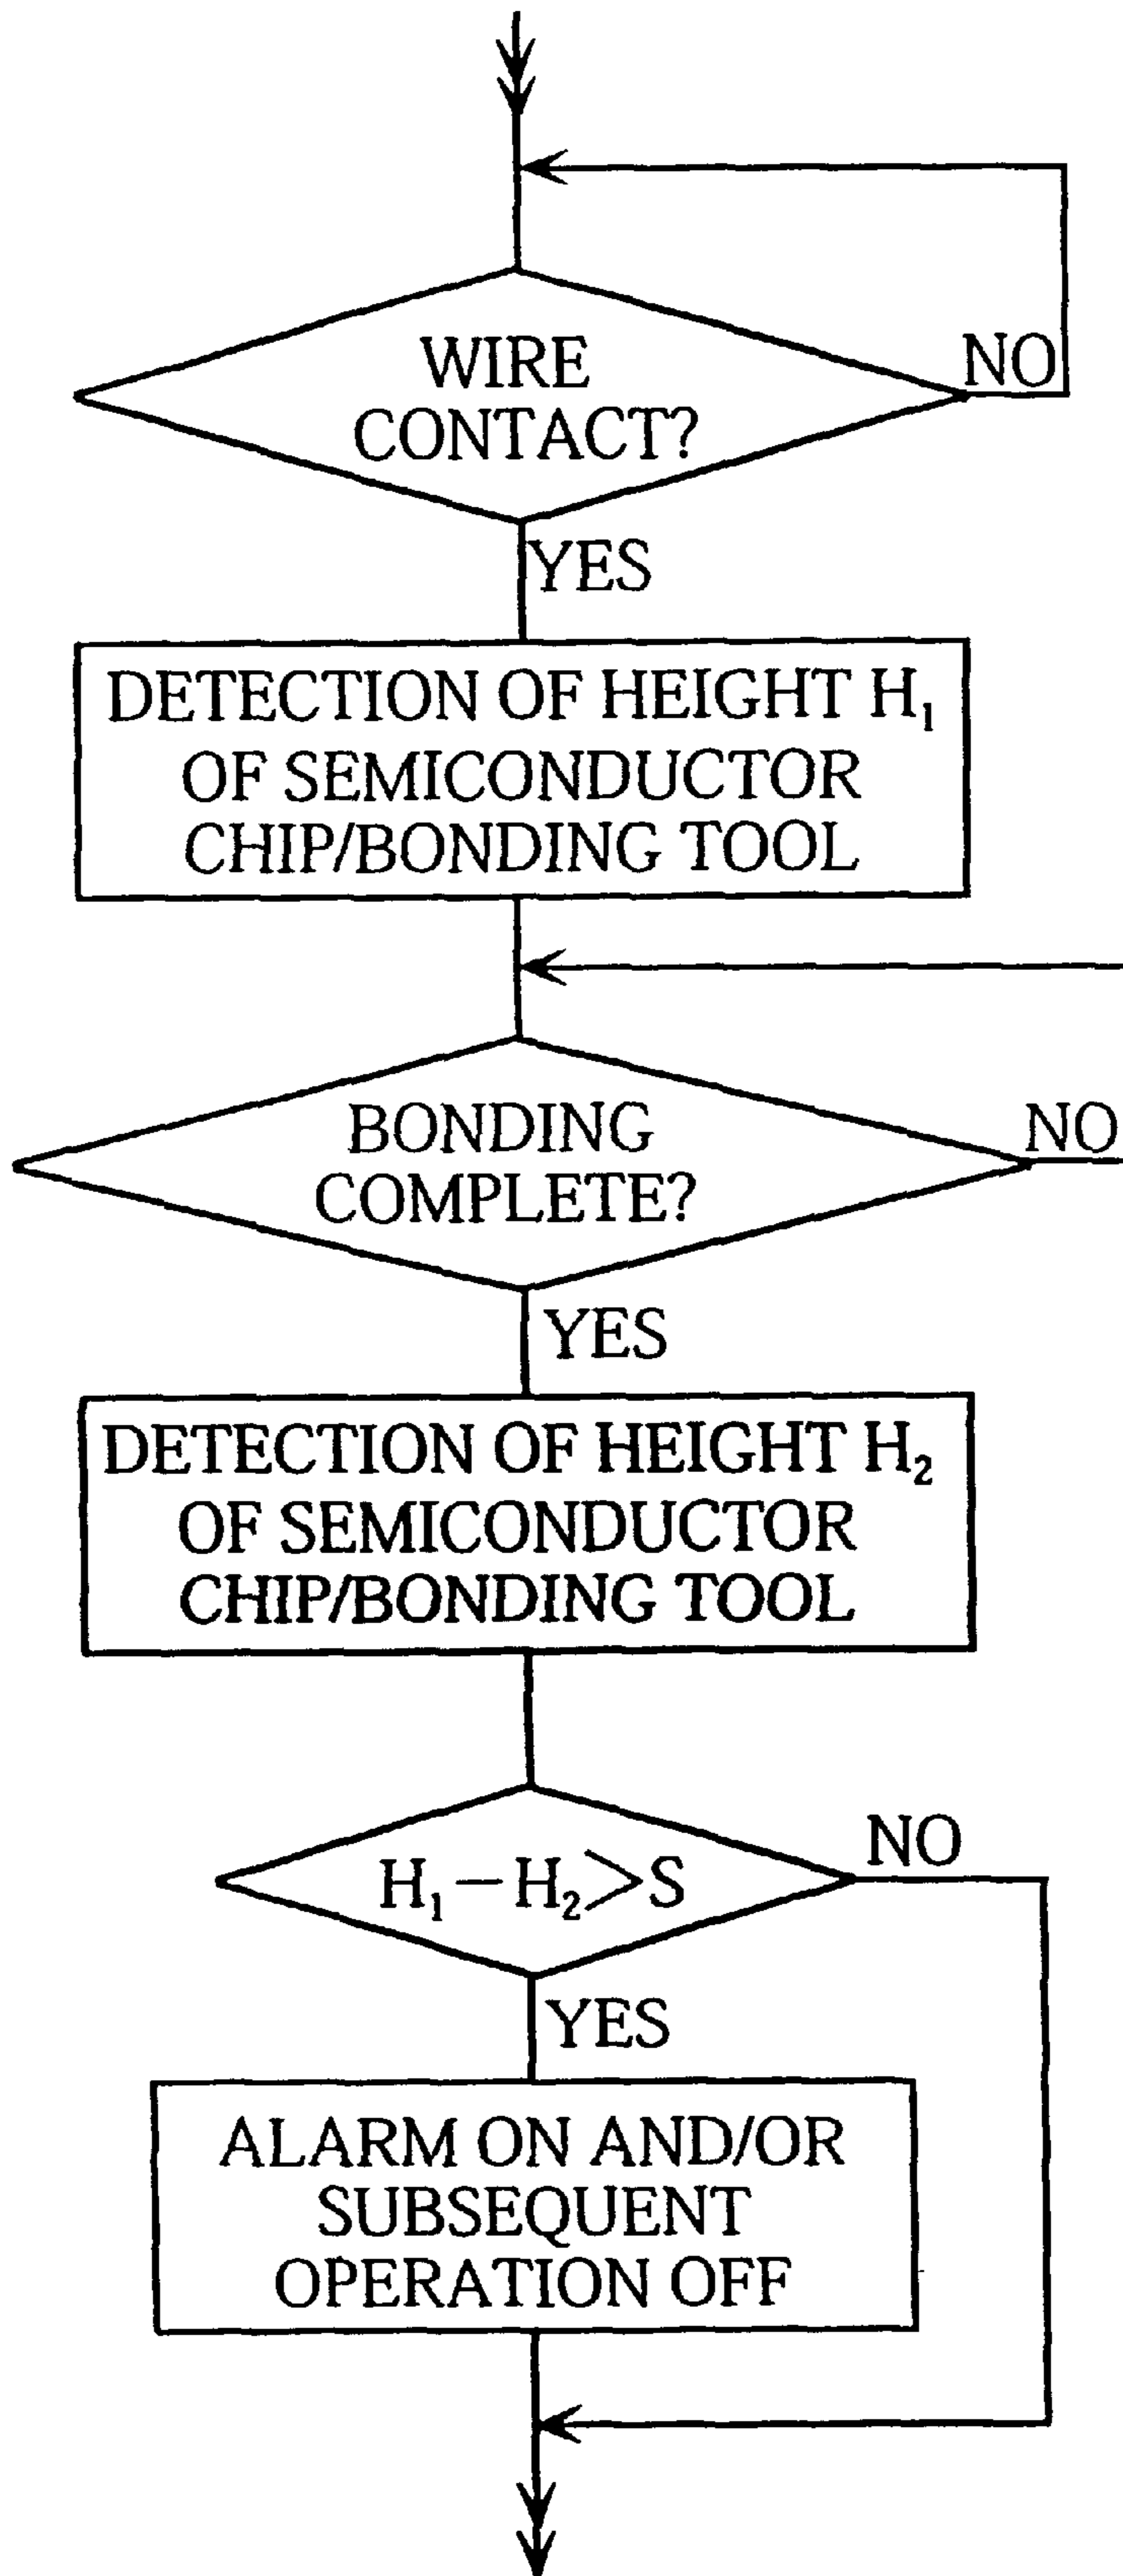 WIRE
CONTACT?
NO
YES
DETECTION OF HEIGHT H₁
OF SEMICONDUCTOR
CHIP/BONDING TOOL
BONDING
COMPLETE?
NO
YES
DETECTION OF HEIGHT H₂
OF SEMICONDUCTOR
CHIP/BONDING TOOL
H₁−H₂>S
NO
YES
ALARM ON AND/OR
SUBSEQUENT
OPERATION OFF